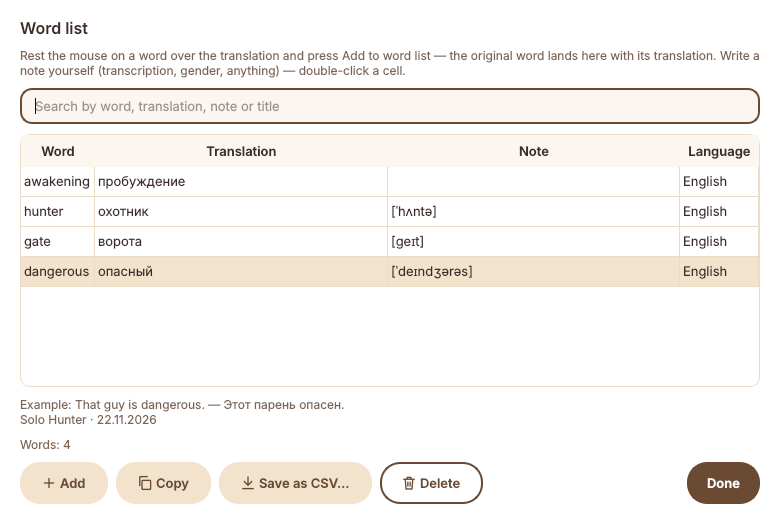 Word list
Rest the mouse on a word over the translation and press Add to word list — the original word lands here with its translation. Write a
note yourself (transcription, gender, anything) — double-click a cell.
Search by word, translation, note or title
Word Translation Note Language
awakening пробуждение English
hunter охотник [ˈhʌntə] English
gate ворота [ɡeɪt] English
dangerous опасный [ˈdeɪndʒərəs] English
Example: That guy is dangerous. — Этот парень опасен.
Solo Hunter · 22.11.2026
Words: 4
Add Copy Save as CSV... Delete Done